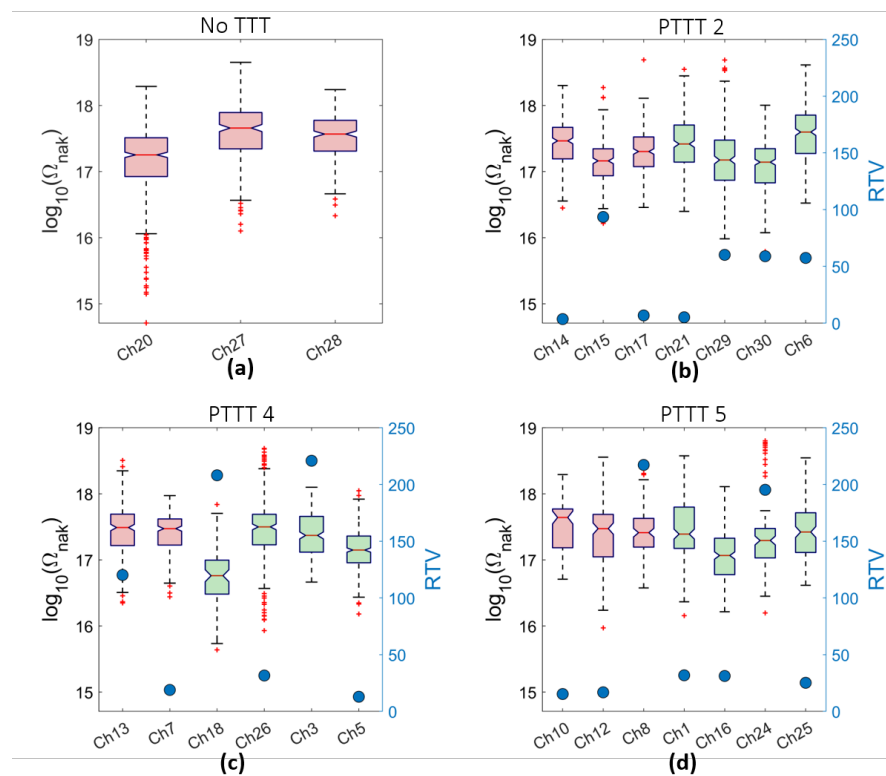 No TTT
19
18
17
16
15
log10(Ωnak)
Ch20
Ch27
Ch28
(a)
PTTT 2
19
18
17
16
15
log10(Ωnak)
250
200
150
100
50
0
RTV
Ch14
Ch15
Ch17
Ch21
Ch29
Ch30
Ch6
(b)
PTTT 4
19
18
17
16
15
log10(Ωnak)
250
200
150
100
50
0
RTV
Ch13
Ch7
Ch18
Ch26
Ch3
Ch5
(c)
PTTT 5
19
18
17
16
15
log10(Ωnak)
250
200
150
100
50
0
RTV
Ch10
Ch12
Ch8
Ch1
Ch16
Ch24
Ch25
(d)